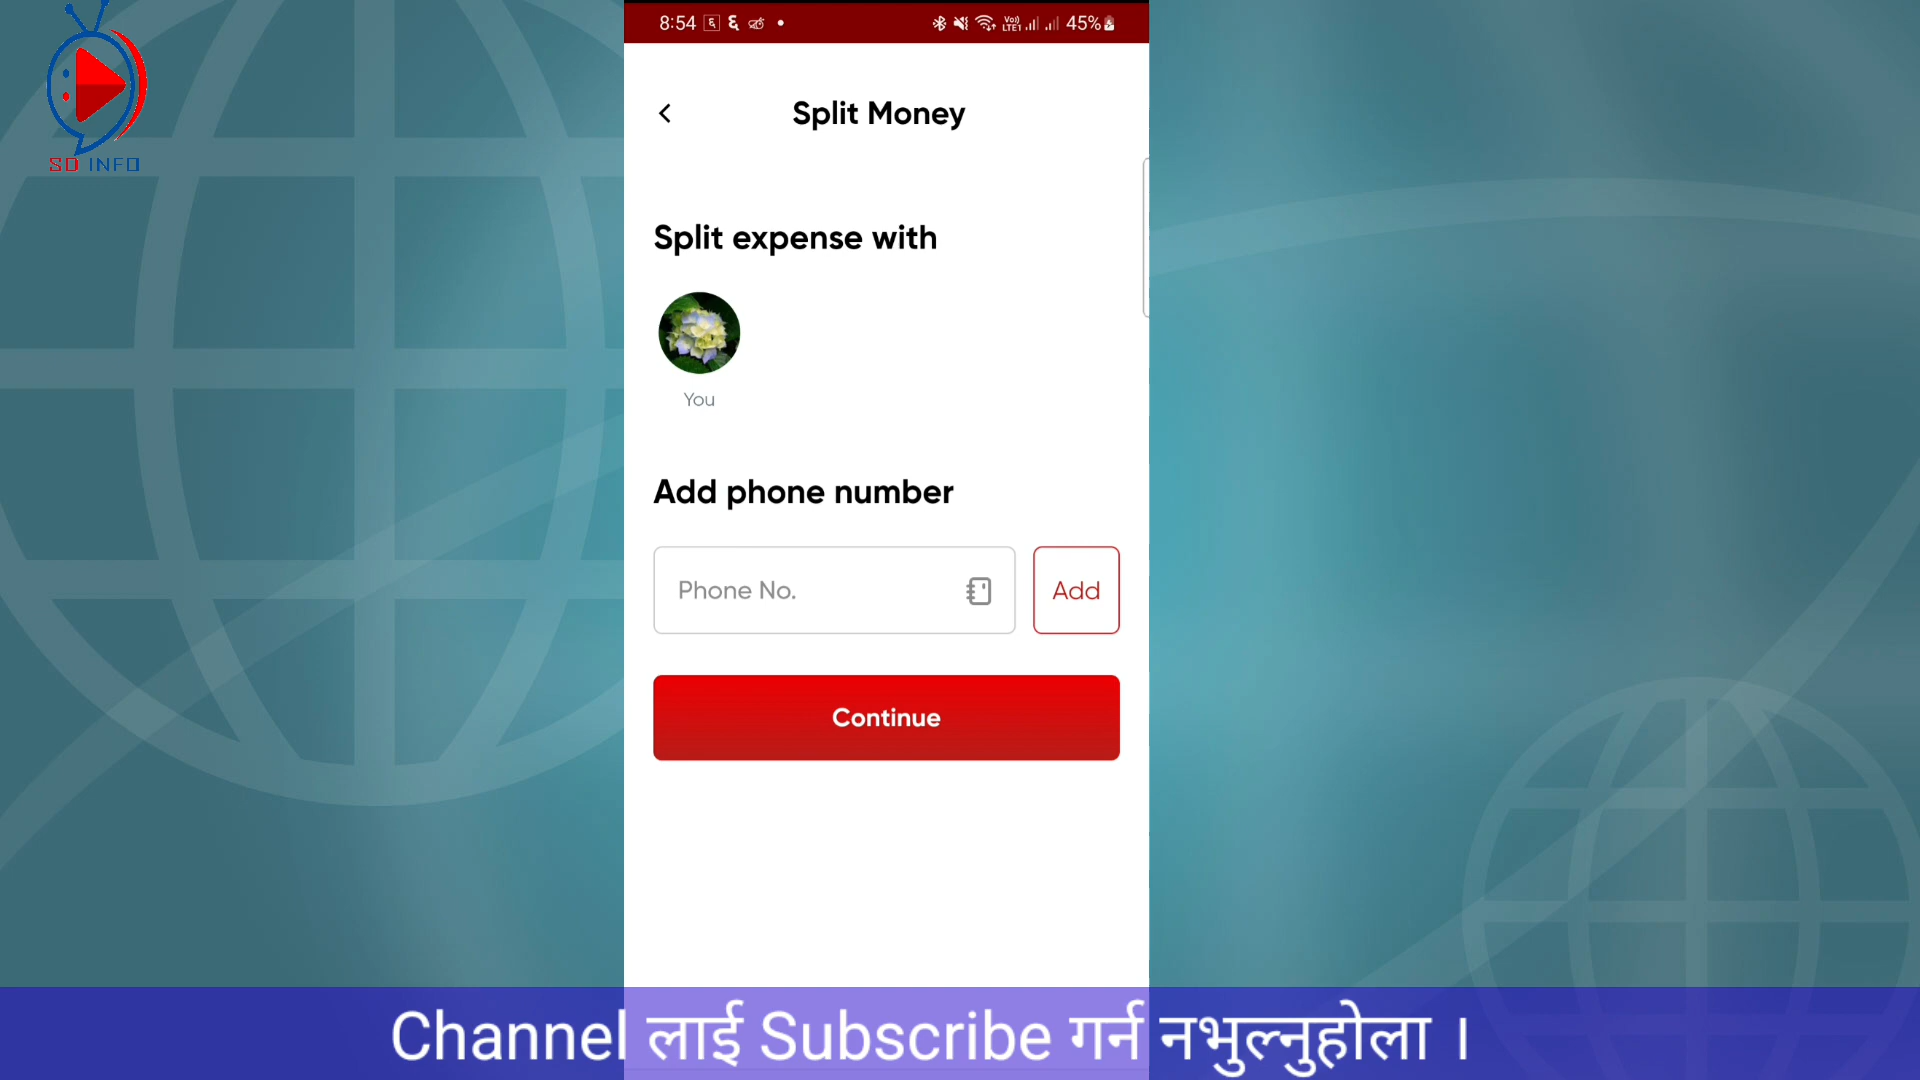 SD INFO
8:54
45%
Split Money
Split expense with
You
Add phone number
Phone No.
Add
Continue
Channel लाई Subscribe गर्न नभुल्नुहोला ।